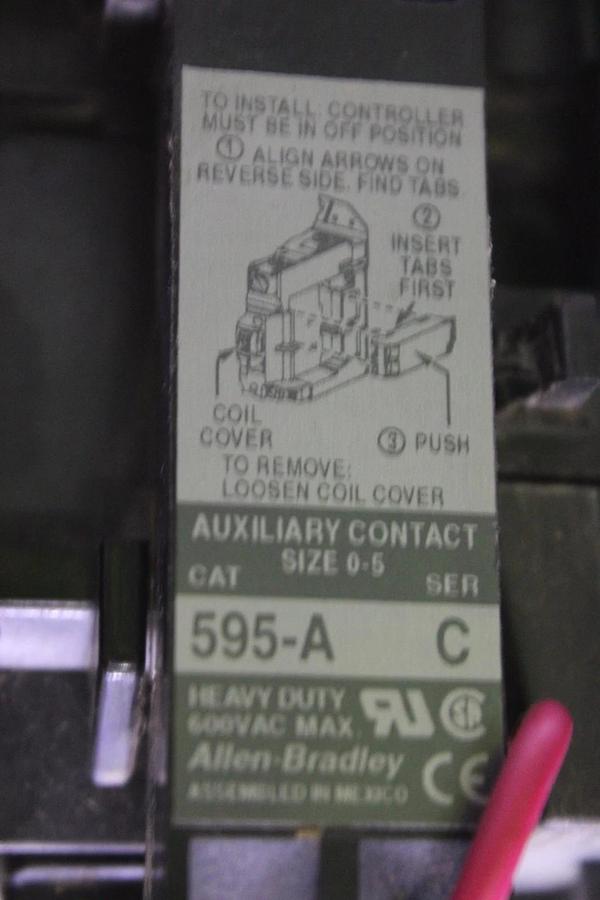 TO INSTALL, CONTROLLER
MUST BE IN OFF POSITION
① ALIGN ARROWS ON
REVERSE SIDE. FIND TABS.
②
INSERT
TABS
FIRST
COIL
COVER
③ PUSH
TO REMOVE:
LOOSEN COIL COVER
AUXILIARY CONTACT
SIZE 0-5
CAT SER
595-A C
HEAVY DUTY
600VAC MAX.
Allen-Bradley
ASSEMBLED IN MEXICO
CE